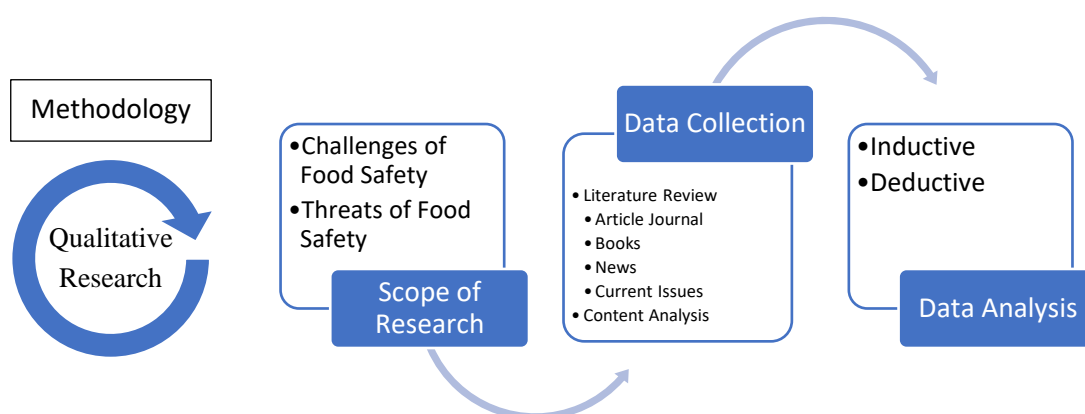 Methodology
Qualitative
Research
•Challenges of
Food Safety
•Threats of Food
Safety
Scope of
Research
Data Collection
•Literature Review
•Article Journal
•Books
•News
•Current Issues
•Content Analysis
•Inductive
•Deductive
Data Analysis